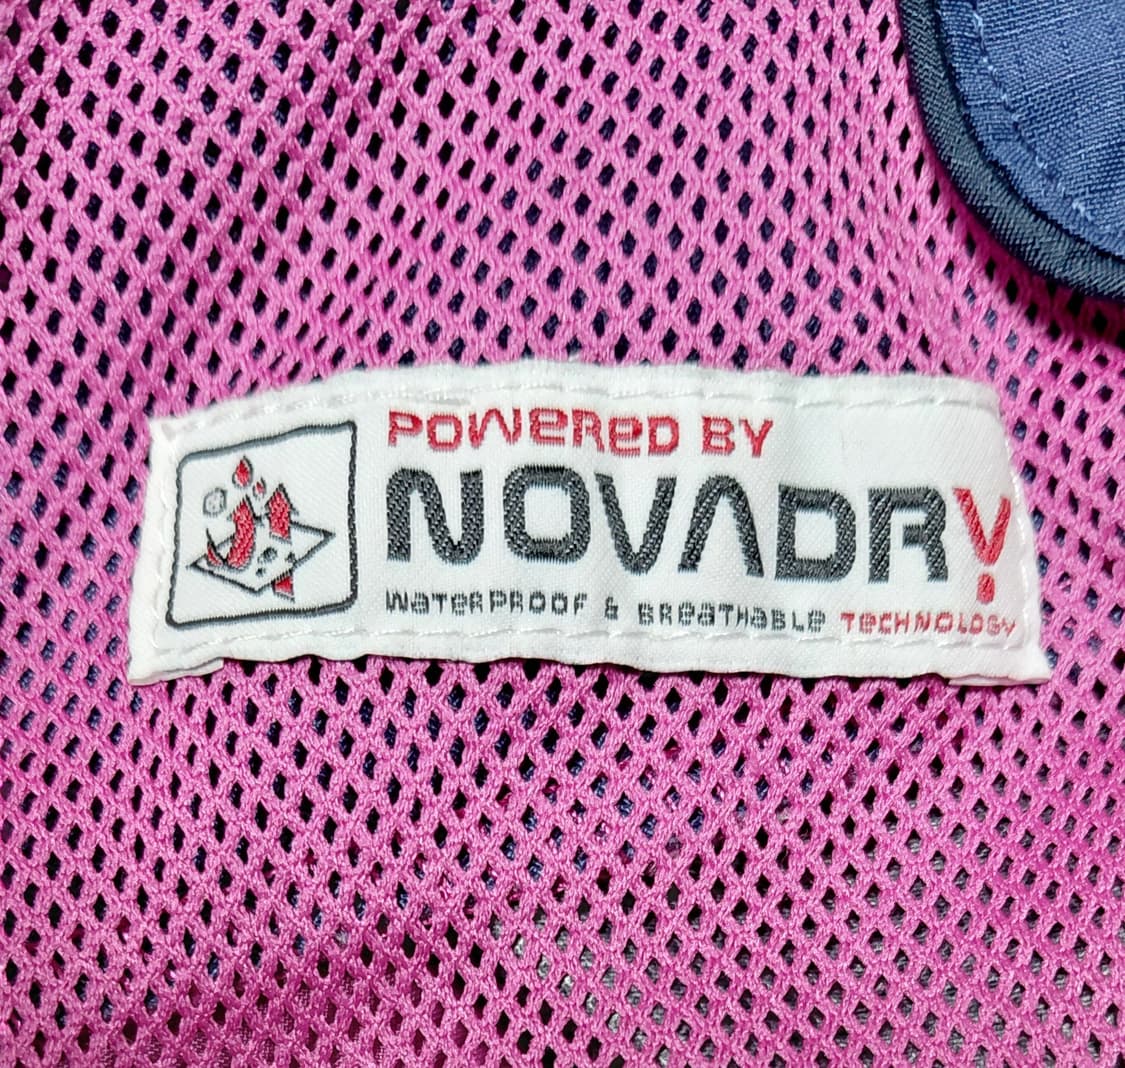 POWERED BY
NOVADRY
WATERPROOF & BREATHABLE TECHNOLOGY